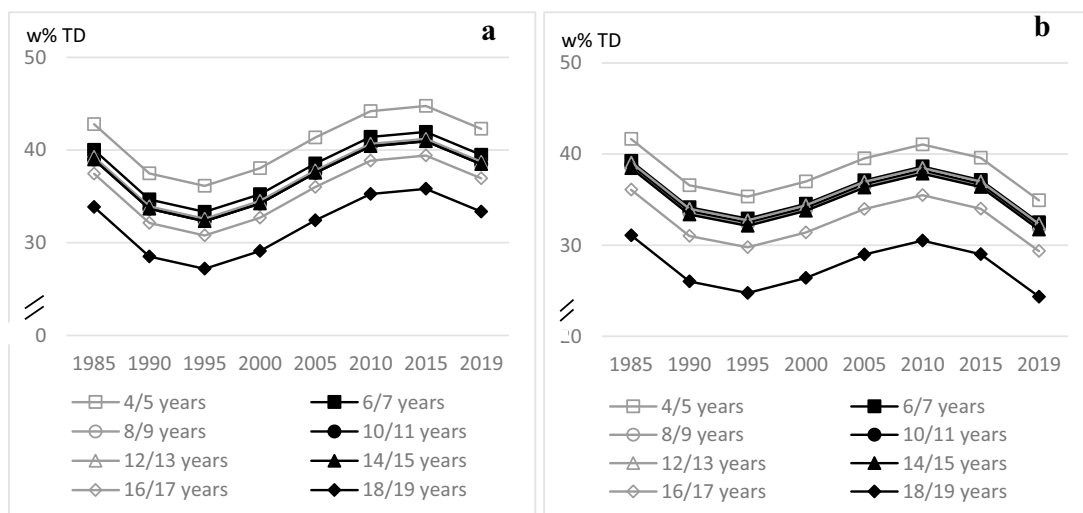 a
w% TD
50
40
30
0
1985 1990 1995 2000 2005 2010 2015 2019
4/5 years 6/7 years
8/9 years 10/11 years
12/13 years 14/15 years
16/17 years 18/19 years
b
w% TD
50
40
30
20
1985 1990 1995 2000 2005 2010 2015 2019
4/5 years 6/7 years
8/9 years 10/11 years
12/13 years 14/15 years
16/17 years 18/19 years